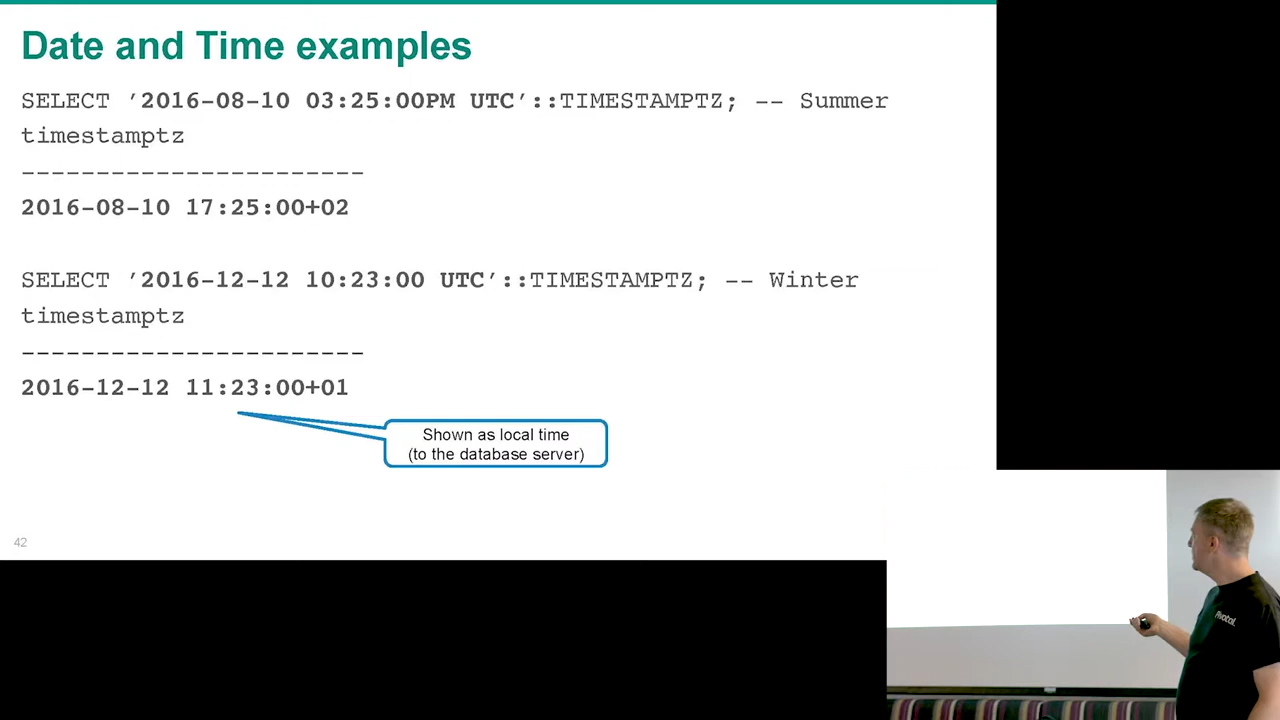 Date and Time examples
SELECT ’2016-08-10 03:25:00PM UTC’::TIMESTAMPTZ; -- Summer
timestamptz
-----------------------
2016-08-10 17:25:00+02
SELECT ’2016-12-12 10:23:00 UTC’::TIMESTAMPTZ; -- Winter
timestamptz
-----------------------
2016-12-12 11:23:00+01
Shown as local time
(to the database server)
42
Pivotal